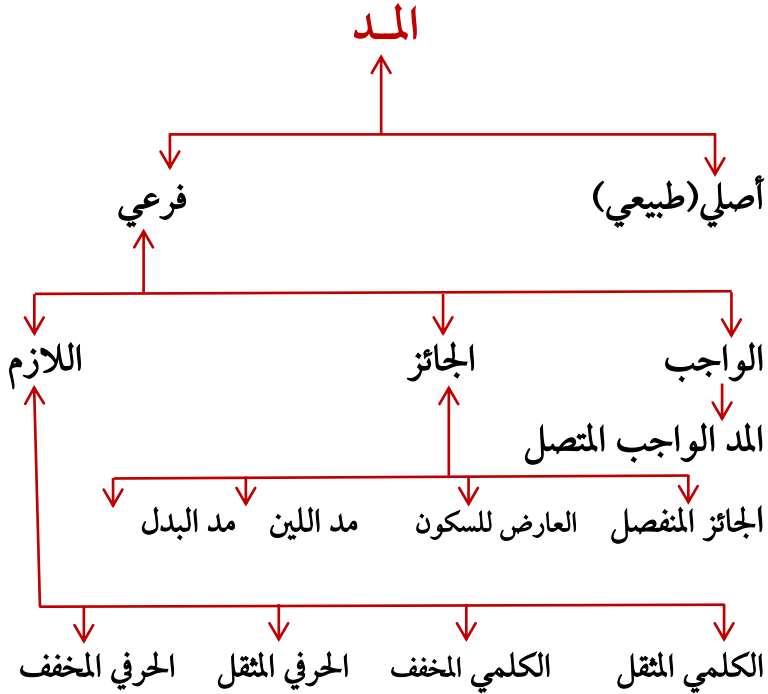 المــد
أصلي(طبيعي) فرعي
الواجب الجائز اللازم
المد الواجب المتصل
الجائز المنفصل العارض للسكون مد اللين مد البدل
الكلمي المثقل الكلمي المخفف الحرفي المثقل الحرفي المخفف